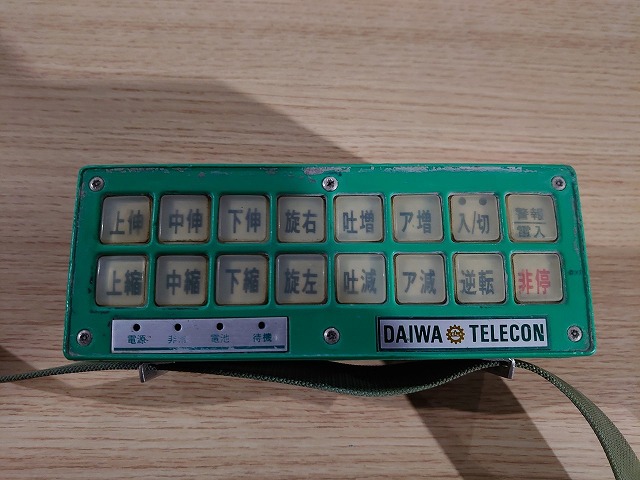 上伸 中伸 下伸 旋右 吐増 ア増 入/切 警報
電入
上縮 中縮 下縮 旋左 吐減 ア減 逆転 非停
電源 電池 待機
DAIWA TELECON